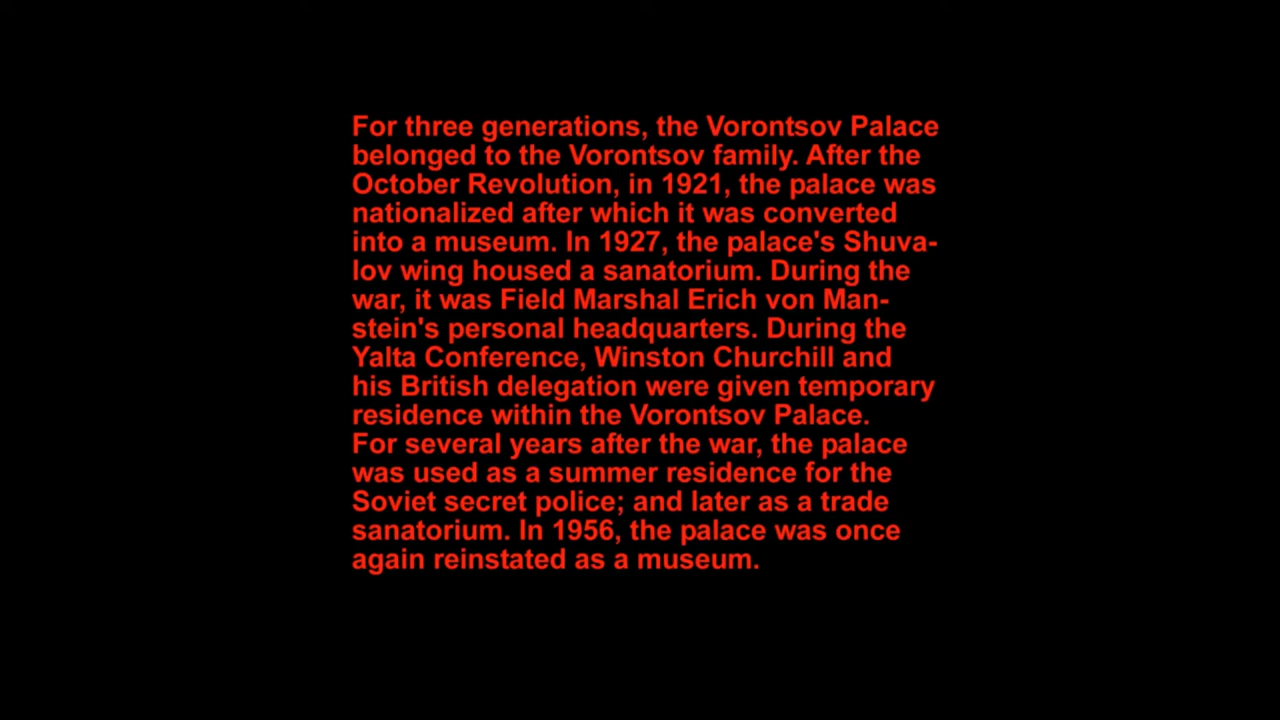 For three generations, the Vorontsov Palace
belonged to the Vorontsov family. After the
October Revolution, in 1921, the palace was
nationalized after which it was converted
into a museum. In 1927, the palace's Shuva-
lov wing housed a sanatorium. During the
war, it was Field Marshal Erich von Man-
stein's personal headquarters. During the
Yalta Conference, Winston Churchill and
his British delegation were given temporary
residence within the Vorontsov Palace.
For several years after the war, the palace
was used as a summer residence for the
Soviet secret police; and later as a trade
sanatorium. In 1956, the palace was once
again reinstated as a museum.